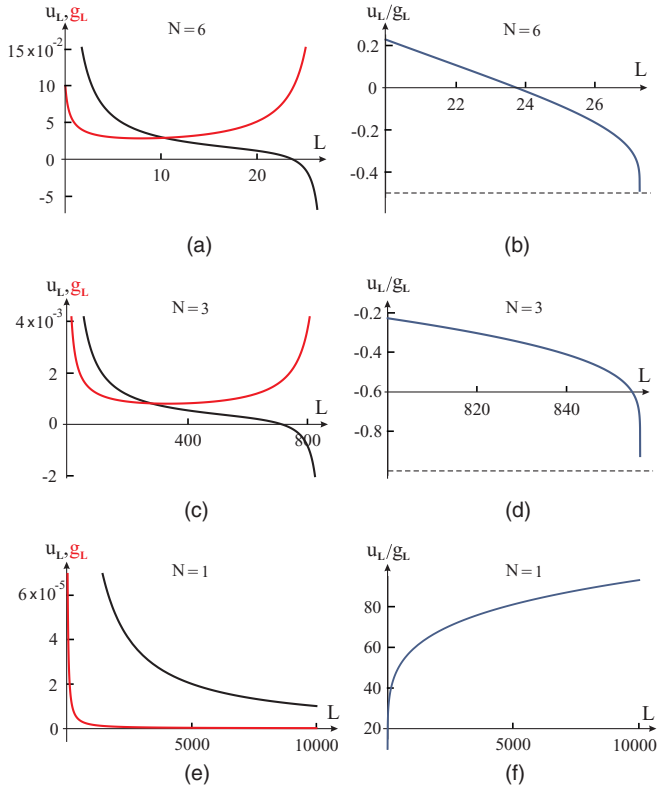 u_L,g_L
N=6
15×10⁻²
10
5
0
-5
10
20
L
(a)
u_L/g_L
N=6
0.2
0
-0.2
-0.4
22
24
26
L
(b)
u_L,g_L
N=3
4×10⁻³
2
0
-2
400
800
L
(c)
u_L/g_L
N=3
-0.2
-0.4
-0.6
-0.8
820
840
L
(d)
u_L,g_L
N=1
6×10⁻⁵
4
2
0
5000
10000
L
(e)
u_L/g_L
N=1
80
60
40
20
5000
10000
L
(f)